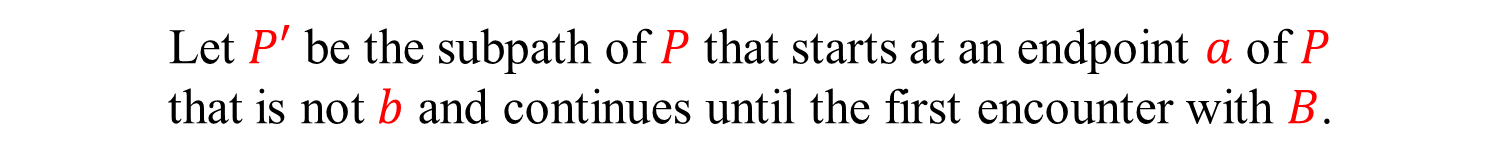 Let P′ be the subpath of P that starts at an endpoint a of P
that is not b and continues until the first encounter with B.